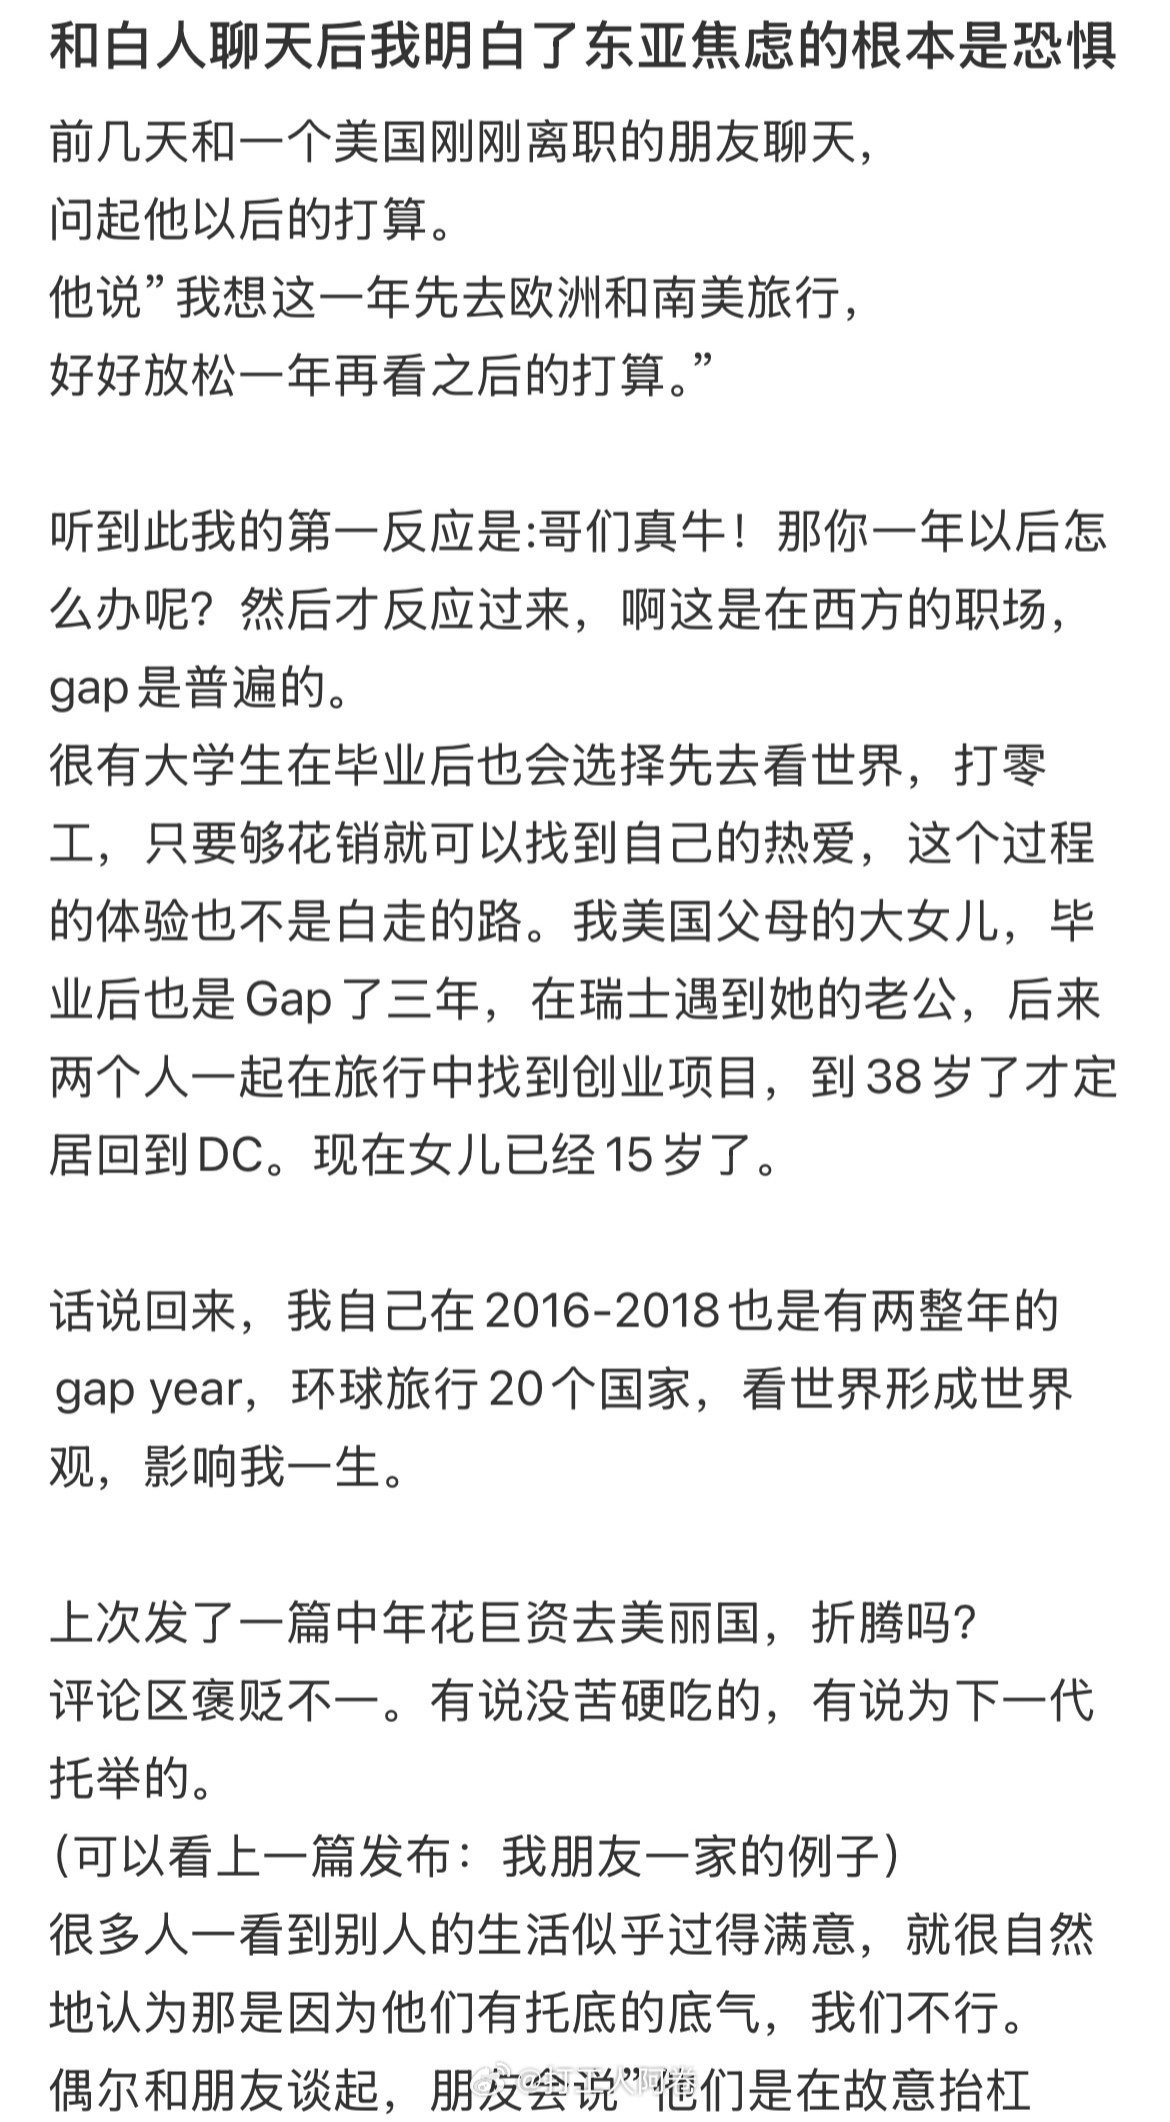 和白人聊天后我明白了东亚焦虑的根本是恐惧
前几天和一个美国刚刚离职的朋友聊天，
问起他以后的打算。
他说”我想这一年先去欧洲和南美旅行，
好好放松一年再看之后的打算。”
听到此我的第一反应是:哥们真牛！那你一年以后怎
么办呢？然后才反应过来，啊这是在西方的职场，
gap是普遍的。
很有大学生在毕业后也会选择先去看世界，打零
工，只要够花销就可以找到自己的热爱，这个过程
的体验也不是白走的路。我美国父母的大女儿，毕
业后也是Gap了三年，在瑞士遇到她的老公，后来
两个人一起在旅行中找到创业项目，到38岁了才定
居回到DC。现在女儿已经15岁了。
话说回来，我自己在2016-2018也是有两整年的
gap year，环球旅行20个国家，看世界形成世界
观，影响我一生。
上次发了一篇中年花巨资去美丽国，折腾吗？
评论区褒贬不一。有说没苦硬吃的，有说为下一代
托举的。
（可以看上一篇发布：我朋友一家的例子）
很多人一看到别人的生活似乎过得满意，就很自然
地认为那是因为他们有托底的底气，我们不行。
偶尔和朋友谈起，朋友会说”他们是在故意抬杠
@打工人阿卷